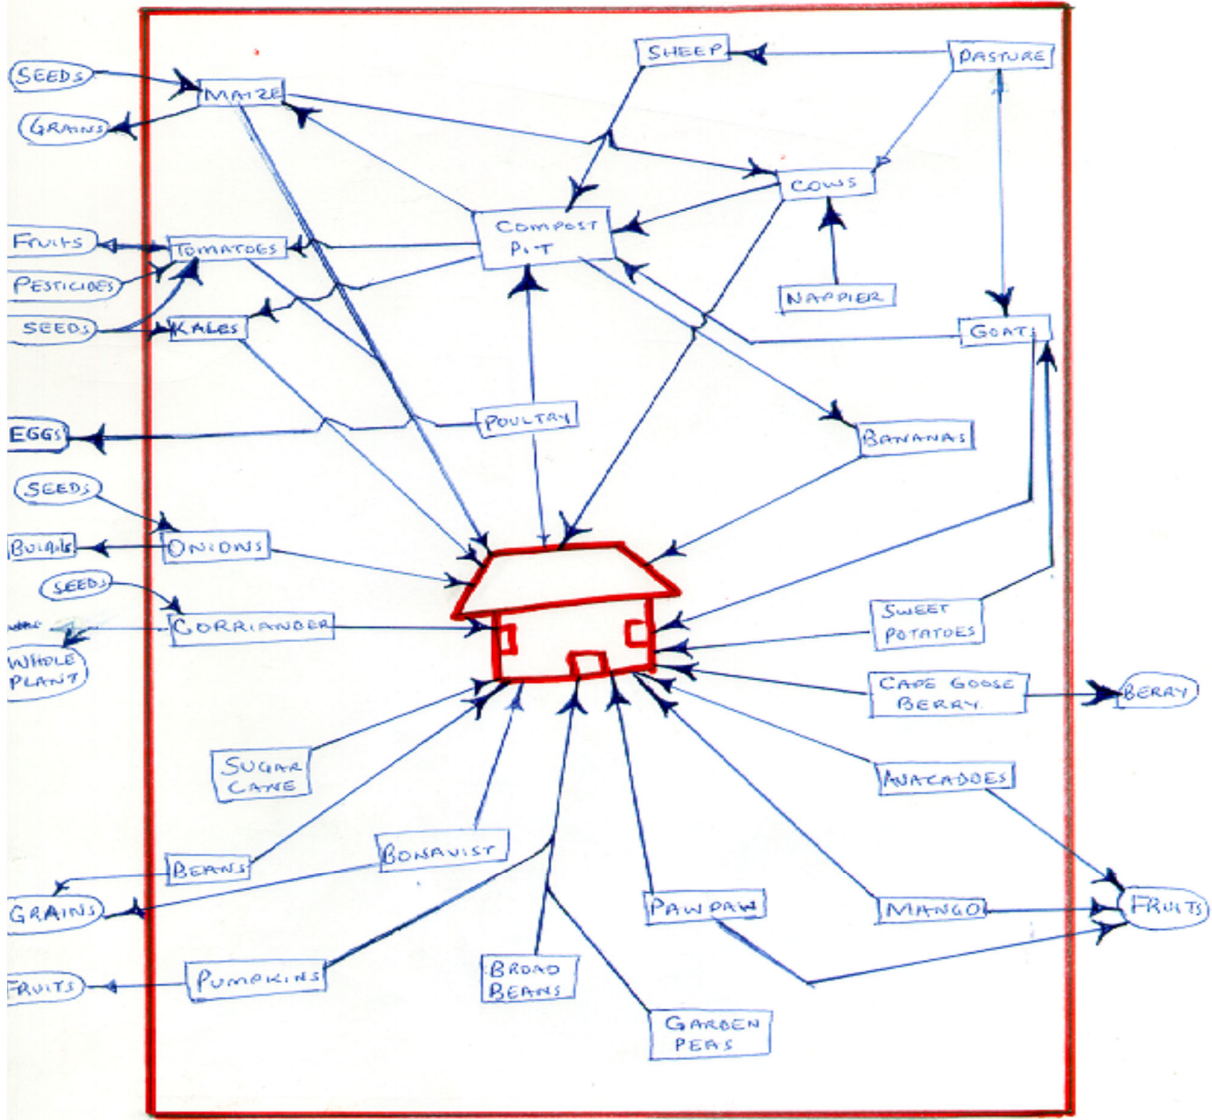 SHEEP
PASTURE
SEEDS
MAIZE
GRAINS
COWS
COMPOST
PIT
FRUITS
TOMATOES
PESTICIDES
NAPPIER
SEEDS
KALES
GOATS
POULTRY
EGGS
BANANAS
SEEDS
ONIONS
SEEDS
SWEET
POTATOES
CORRIANDER
WHOLE
PLANT
CAPE GOOSE
BERRY
BERRY
SUGAR
CANE
AVACADOES
BONAVIST
BEANS
GRAINS
PAWPAW
MANGO
FRUITS
PUMPKINS
FRUITS
BROAD
BEANS
GARDEN
PEAS